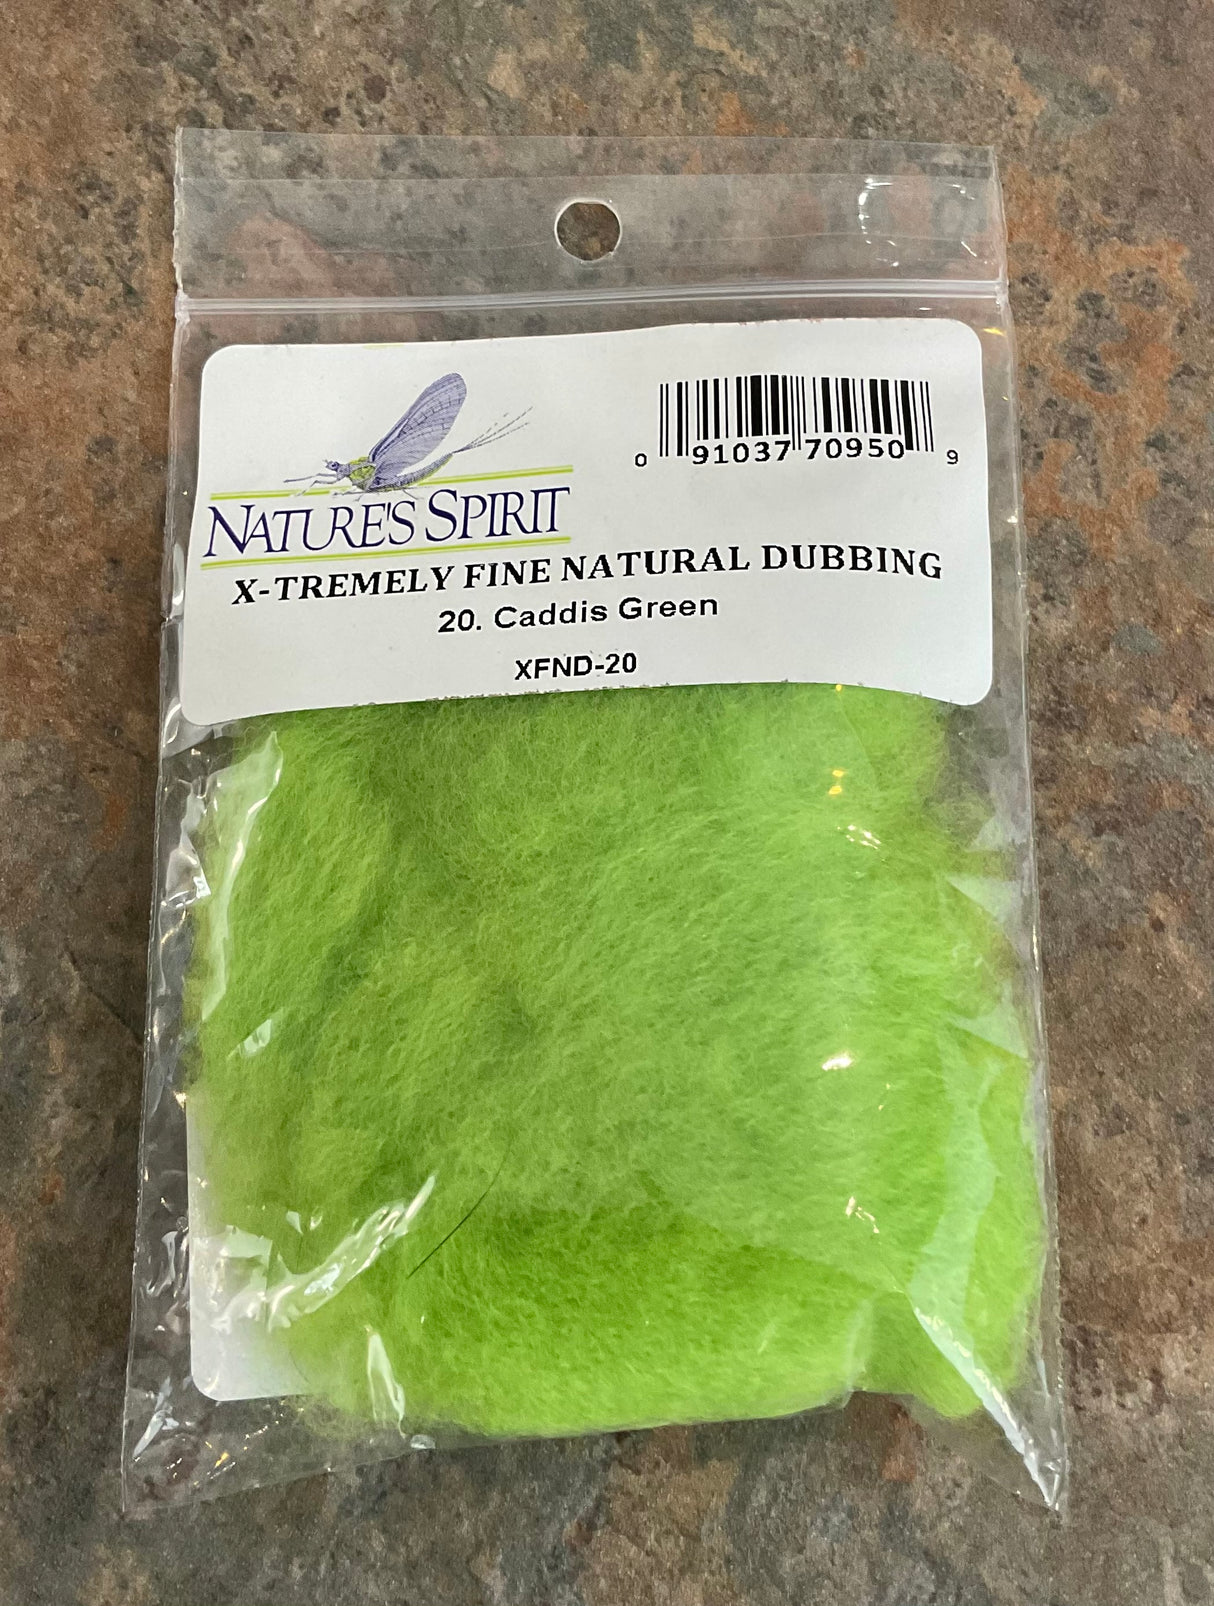 0 91037 70950 9
NATURE'S SPIRIT
X-TREMELY FINE NATURAL DUBBING
20. Caddis Green
XFND-20